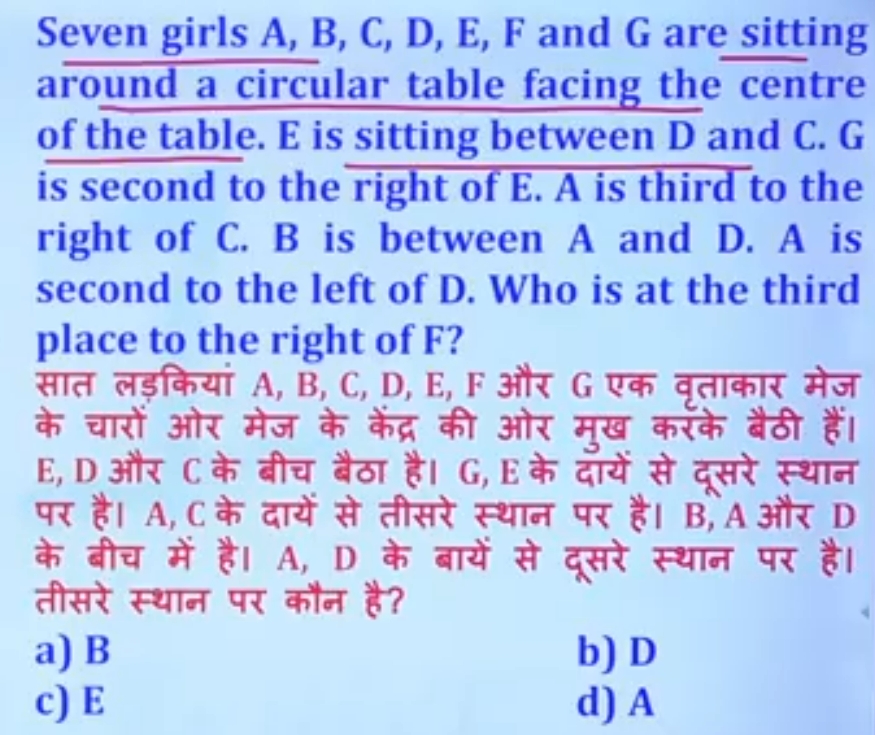 Seven girls A, B, C, D, E, F and G are sitting
around a circular table facing the centre
of the table. E is sitting between D and C. G
is second to the right of E. A is third to the
right of C. B is between A and D. A is
second to the left of D. Who is at the third
place to the right of F?
सात लड़कियां A, B, C, D, E, F और G एक वृताकार मेज
के चारों ओर मेज के केंद्र की ओर मुख करके बैठी हैं।
E, D और C के बीच बैठा है। G, E के दायें से दूसरे स्थान
पर है। A, C के दायें से तीसरे स्थान पर है। B, A और D
के बीच में है। A, D के बायें से दूसरे स्थान पर है।
तीसरे स्थान पर कौन है?
a) B b) D
c) E d) A